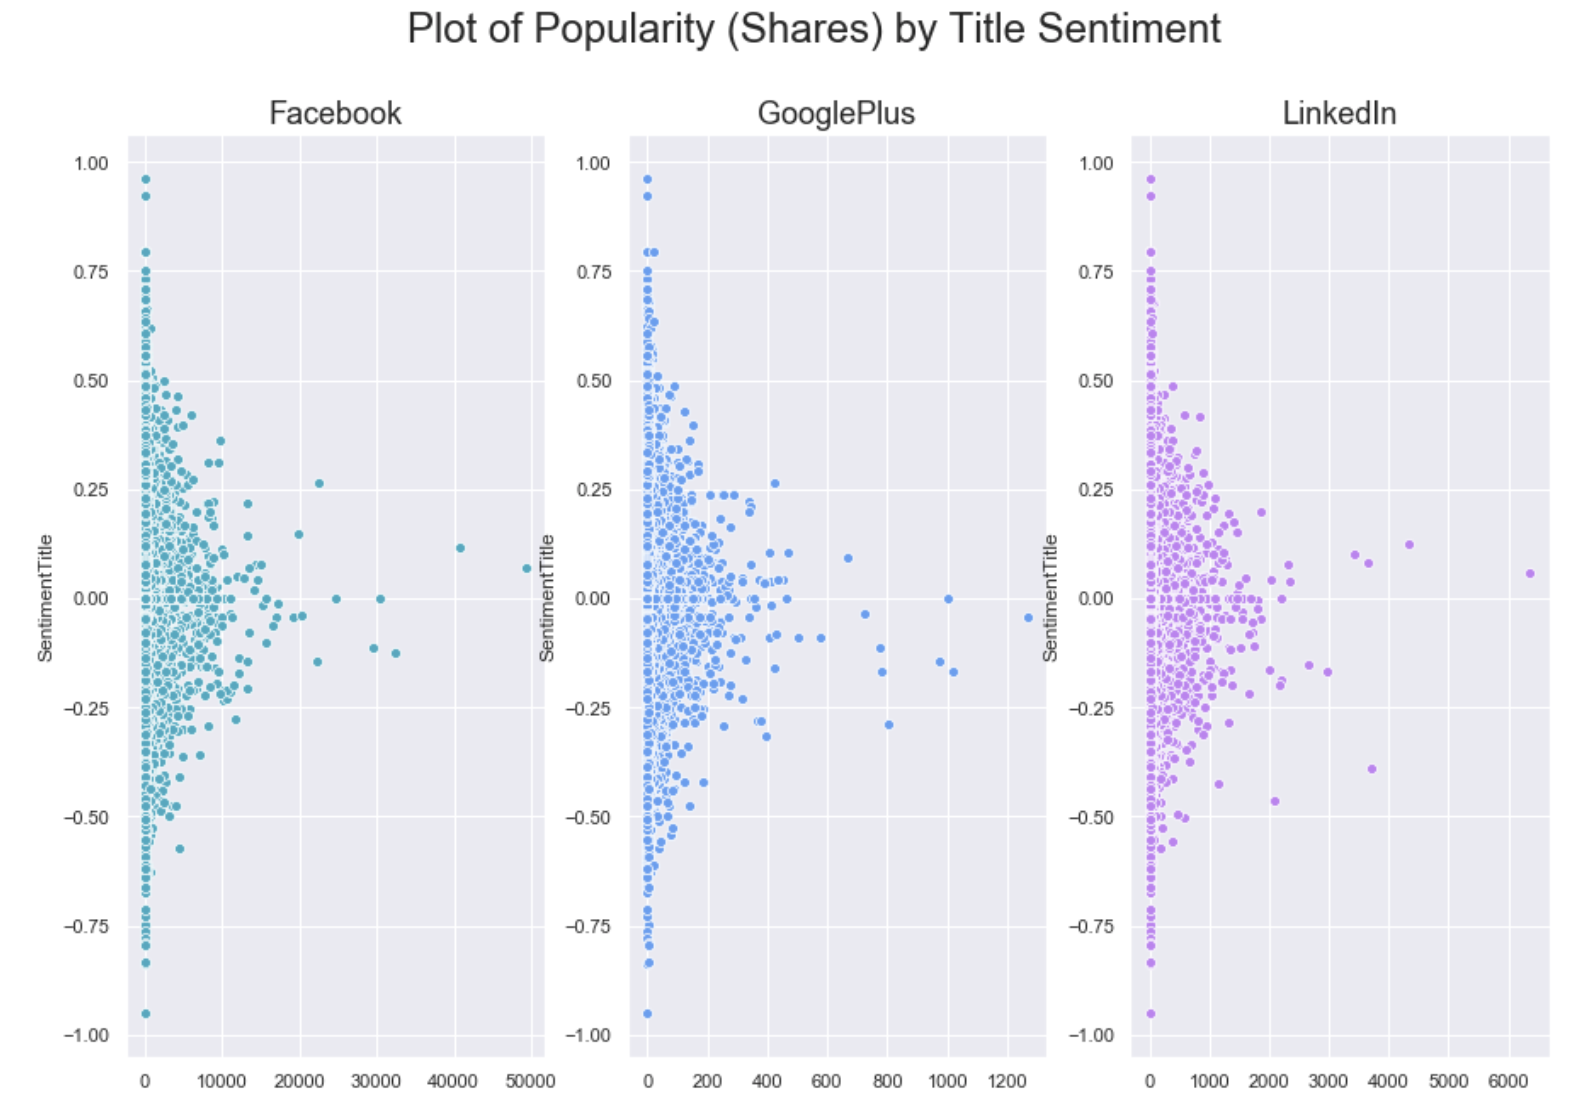 Plot of Popularity (Shares) by Title Sentiment
Facebook
1.00
0.75
0.50
0.25
0.00
−0.25
−0.50
−0.75
−1.00
SentimentTitle
0 10000 20000 30000 40000 50000
GooglePlus
1.00
0.75
0.50
0.25
0.00
−0.25
−0.50
−0.75
−1.00
SentimentTitle
0 200 400 600 800 1000 1200
LinkedIn
1.00
0.75
0.50
0.25
0.00
−0.25
−0.50
−0.75
−1.00
SentimentTitle
0 1000 2000 3000 4000 5000 6000